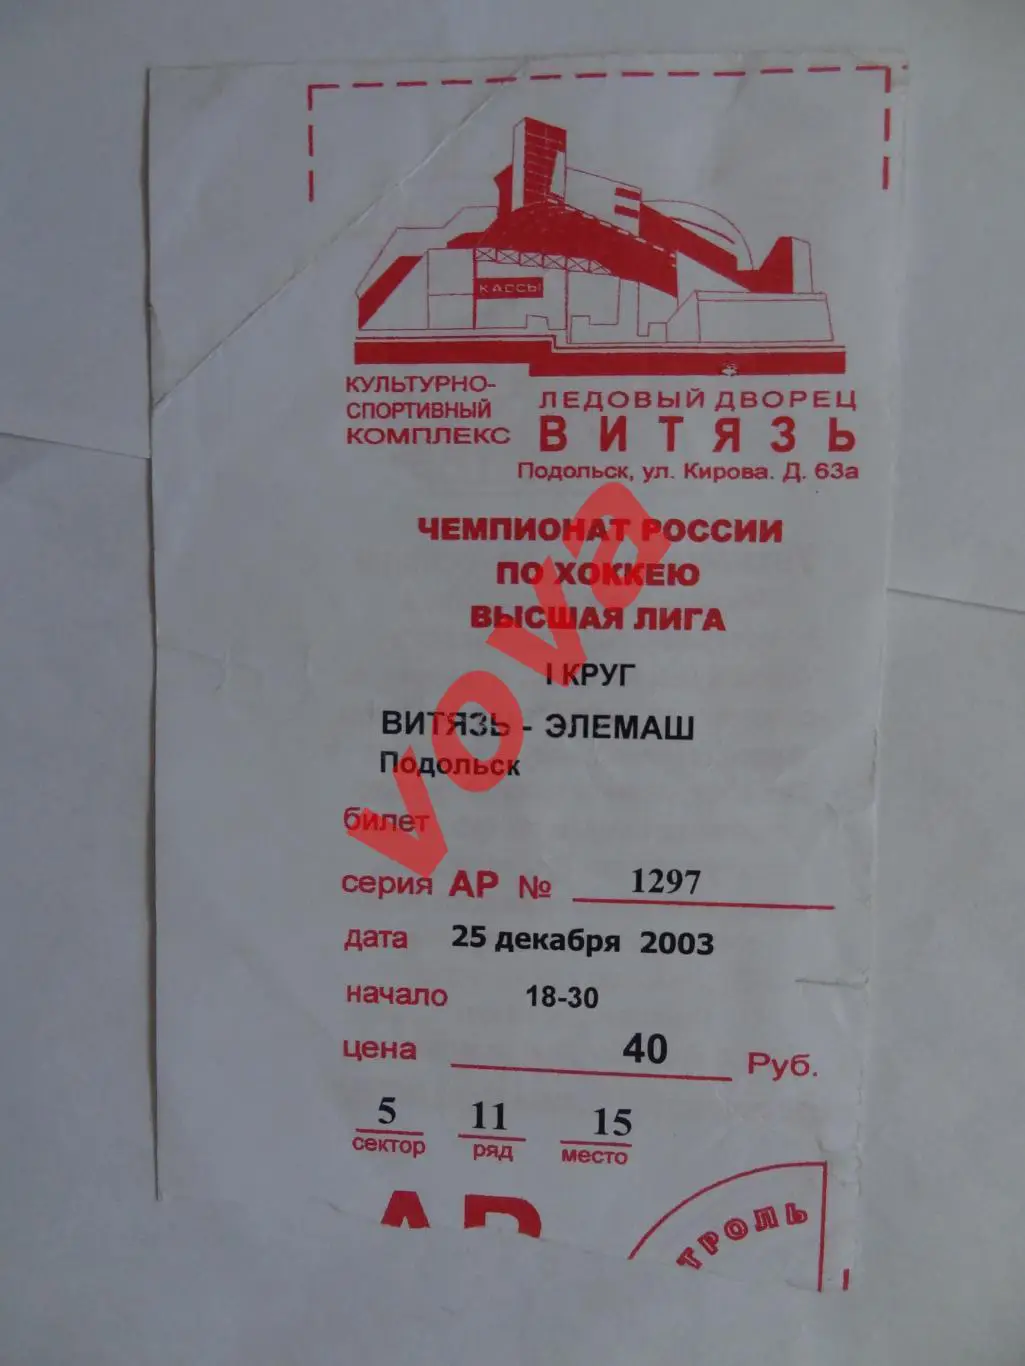 КАССЫ
КУЛЬТУРНО-
СПОРТИВНЫЙ
КОМПЛЕКС
ЛЕДОВЫЙ ДВОРЕЦ
ВИТЯЗЬ
Подольск, ул. Кирова. Д. 63а
ЧЕМПИОНАТ РОССИИ
ПО ХОККЕЮ
ВЫСШАЯ ЛИГА
I КРУГ
ВИТЯЗЬ - ЭЛЕМАШ
Подольск
vova
билет
серия АР № 1297
дата 25 декабря 2003
начало 18-30
цена 40 Руб.
5 11 15
сектор ряд место
АР
ТРОЛЬ